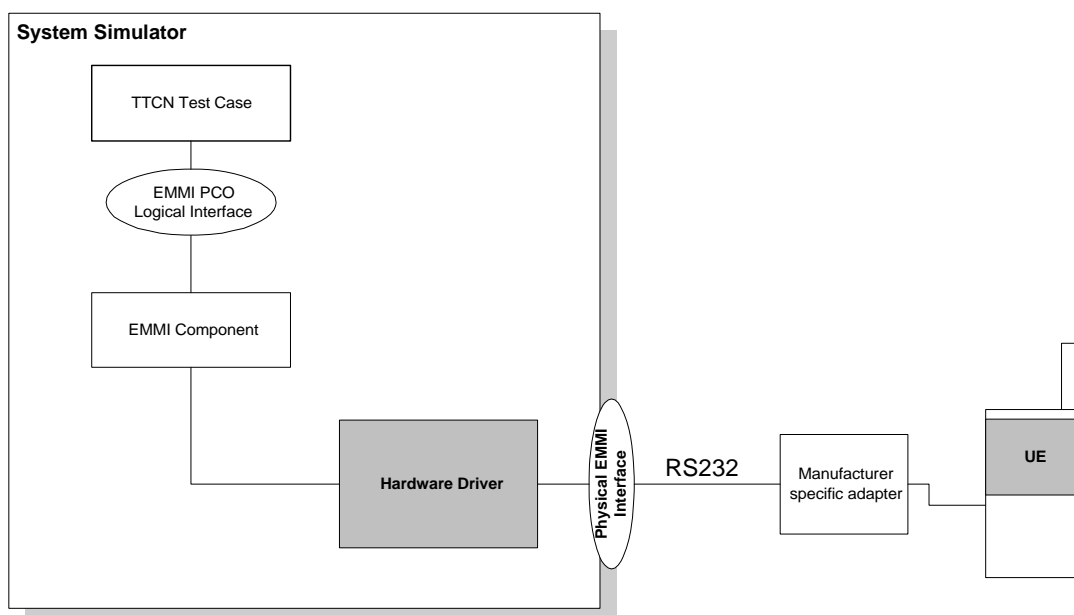 System Simulator
TTCN Test Case
EMMI PCO
Logical Interface
EMMI Component
Hardware Driver
Physical EMMI
Interface
RS232
Manufacturer
specific adapter
UE